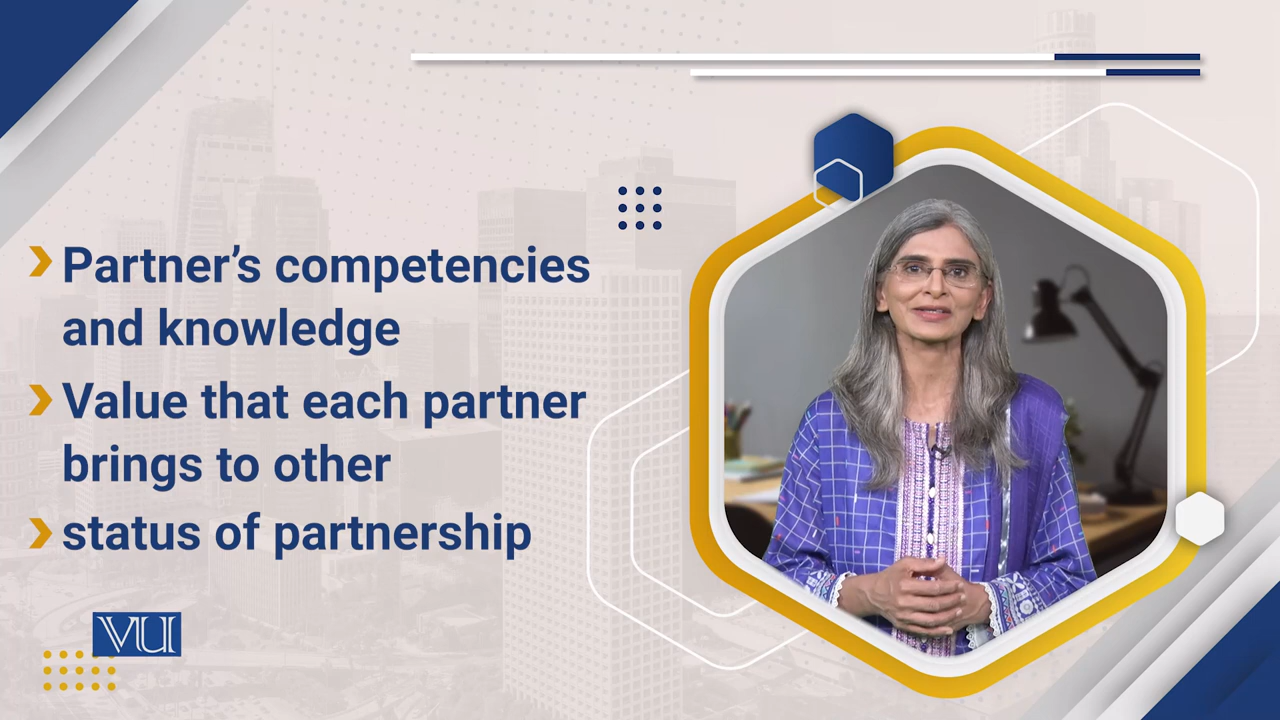 Partner’s competencies
and knowledge
Value that each partner
brings to other
status of partnership
VU